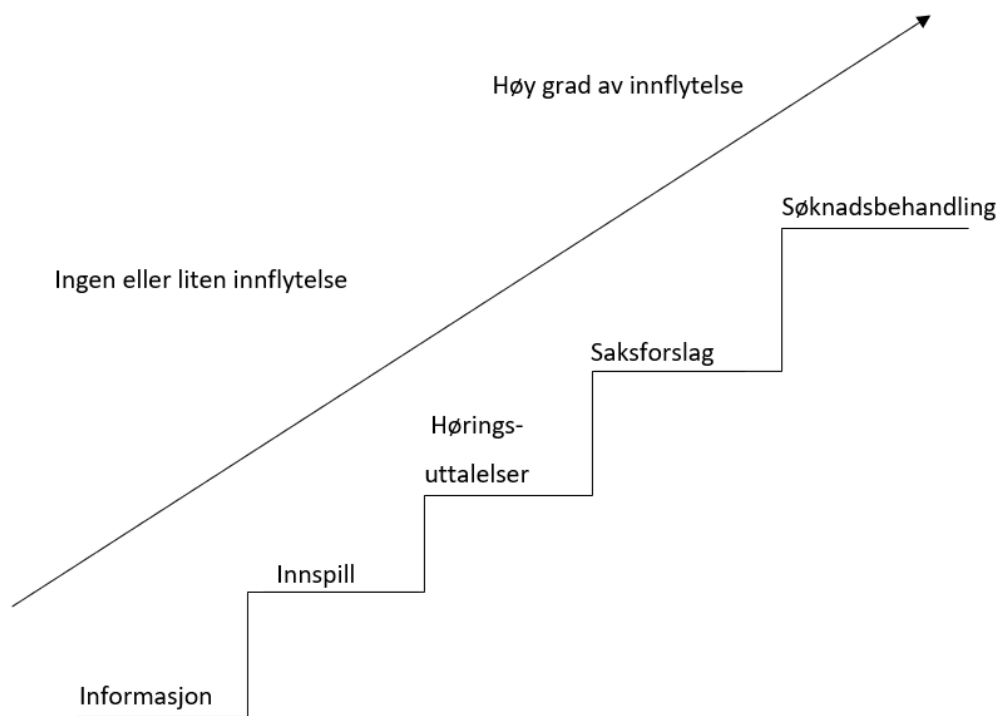 Høy grad av innflytelse
Søknadsbehandling
Ingen eller liten innflytelse
Saksforslag
Hørings-
uttalelser
Innspill
Informasjon